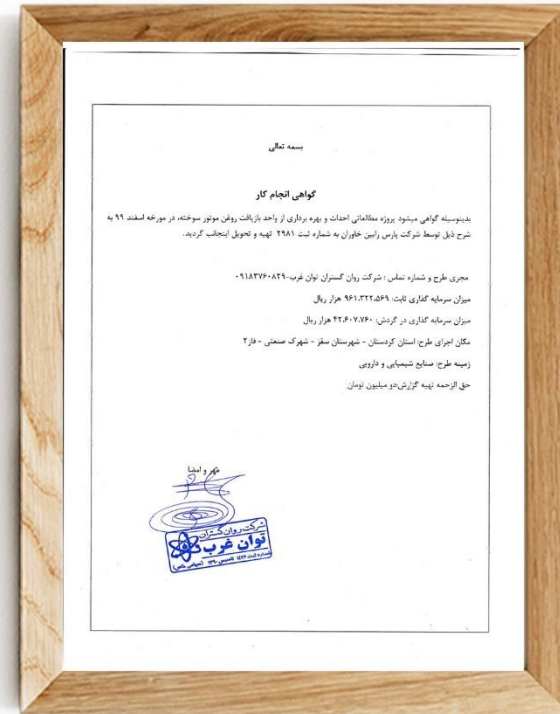 بسمه تعالی
گواهی انجام کار
بدینوسیله گواهی میشود پروژه مطالعاتی احداث و بهره برداری از واحد بازیافت روغن موتور سوخته، در مورخه اسفند ۹۹ به
شرح ذیل توسط شرکت پارس رابین خاوران به شماره ثبت ۲۹۸۱ تهیه و تحویل اینجانب گردید.
مجری طرح و شماره تماس : شرکت روان گستران توان غرب-۰۹۱۸۳۷۶۰۸۲۹
میزان سرمایه گذاری ثابت: ۹۶۱،۳۲۲،۵۶۹ هزار ریال
میزان سرمایه گذاری در گردش: ۴۲،۶۰۷،۷۶۰ هزار ریال
مکان اجرای طرح: استان کردستان - شهرستان سقز - شهرک صنعتی - فاز ۲
زمینه طرح: صنایع شیمیایی و دارویی
حق الزحمه تهیه گزارش:دو میلیون تومان
مهر و امضا
شرکت روان گستران
توان غرب